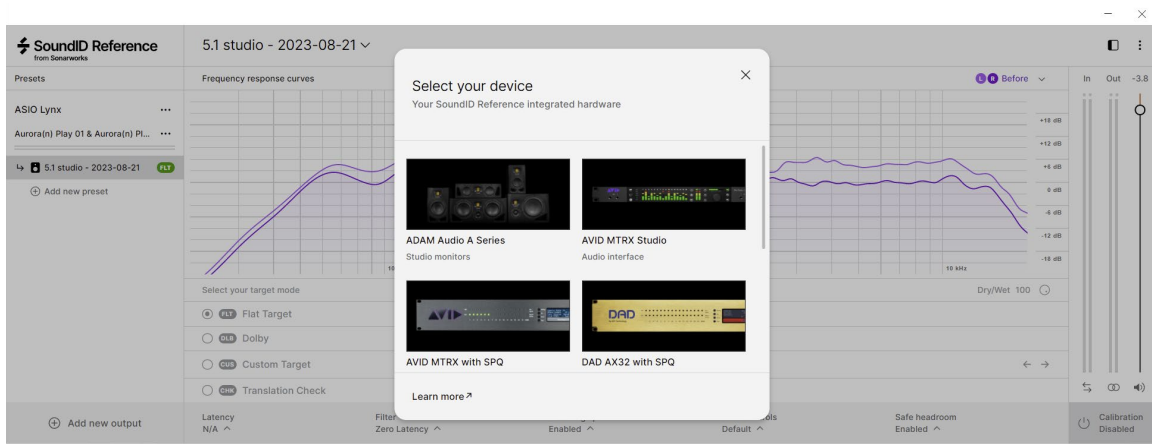 SoundID Reference
from Sonarworks
5.1 studio - 2023-08-21
Presets
ASIO Lynx
Aurora(n) Play 01 & Aurora(n) Pl...
5.1 studio - 2023-08-21 FLT
Add new preset
Add new output
Frequency response curves
L R Before
+18 dB
+12 dB
+6 dB
0 dB
-6 dB
-12 dB
-18 dB
10
10 kHz
Select your target mode
Dry/Wet 100
FLT Flat Target
DLB Dolby
CUS Custom Target
CHK Translation Check
Select your device
Your SoundID Reference integrated hardware
ADAM Audio A Series
Studio monitors
AVID MTRX Studio
Audio interface
AVID
DAD
AVID MTRX with SPQ
DAD AX32 with SPQ
Learn more
Latency
N/A
Filter
Zero Latency
Enabled
ols
Default
Safe headroom
Enabled
In Out -3.8
Calibration
Disabled